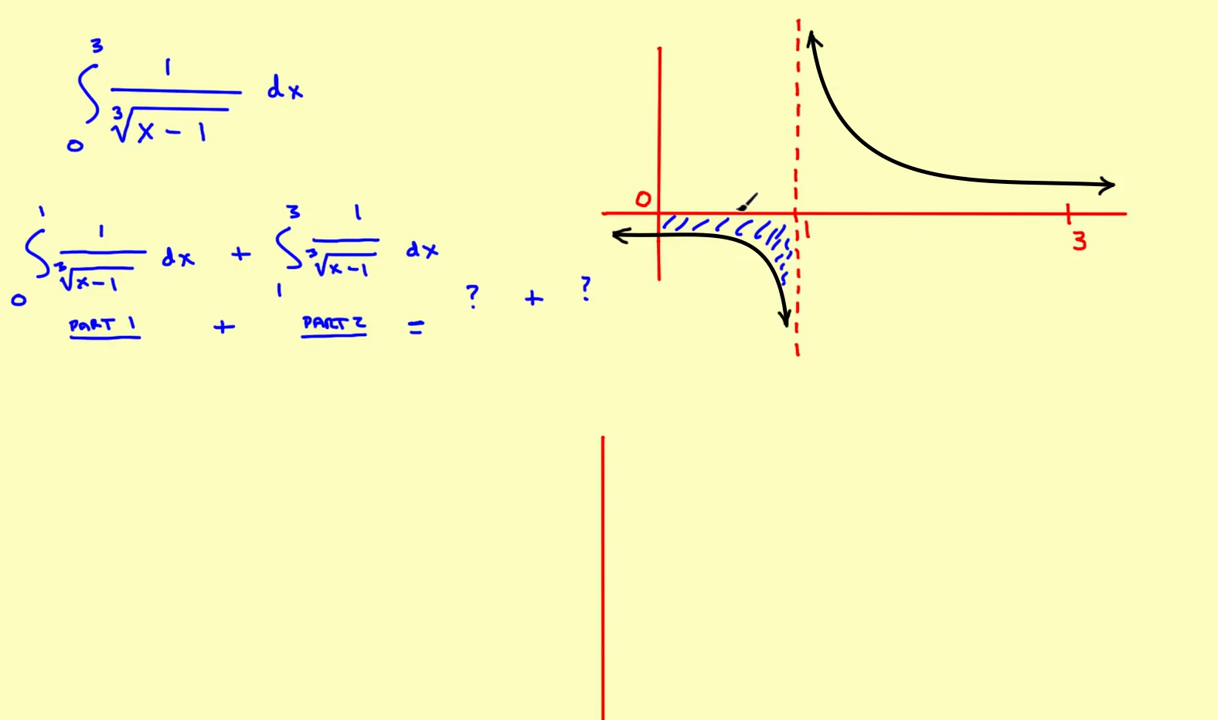 ∫₀³ 1/∛(x-1) dx
∫₀¹ 1/∛(x-1) dx + ∫₁³ 1/∛(x-1) dx
PART 1 + PART 2 = ? + ?
0
1
3